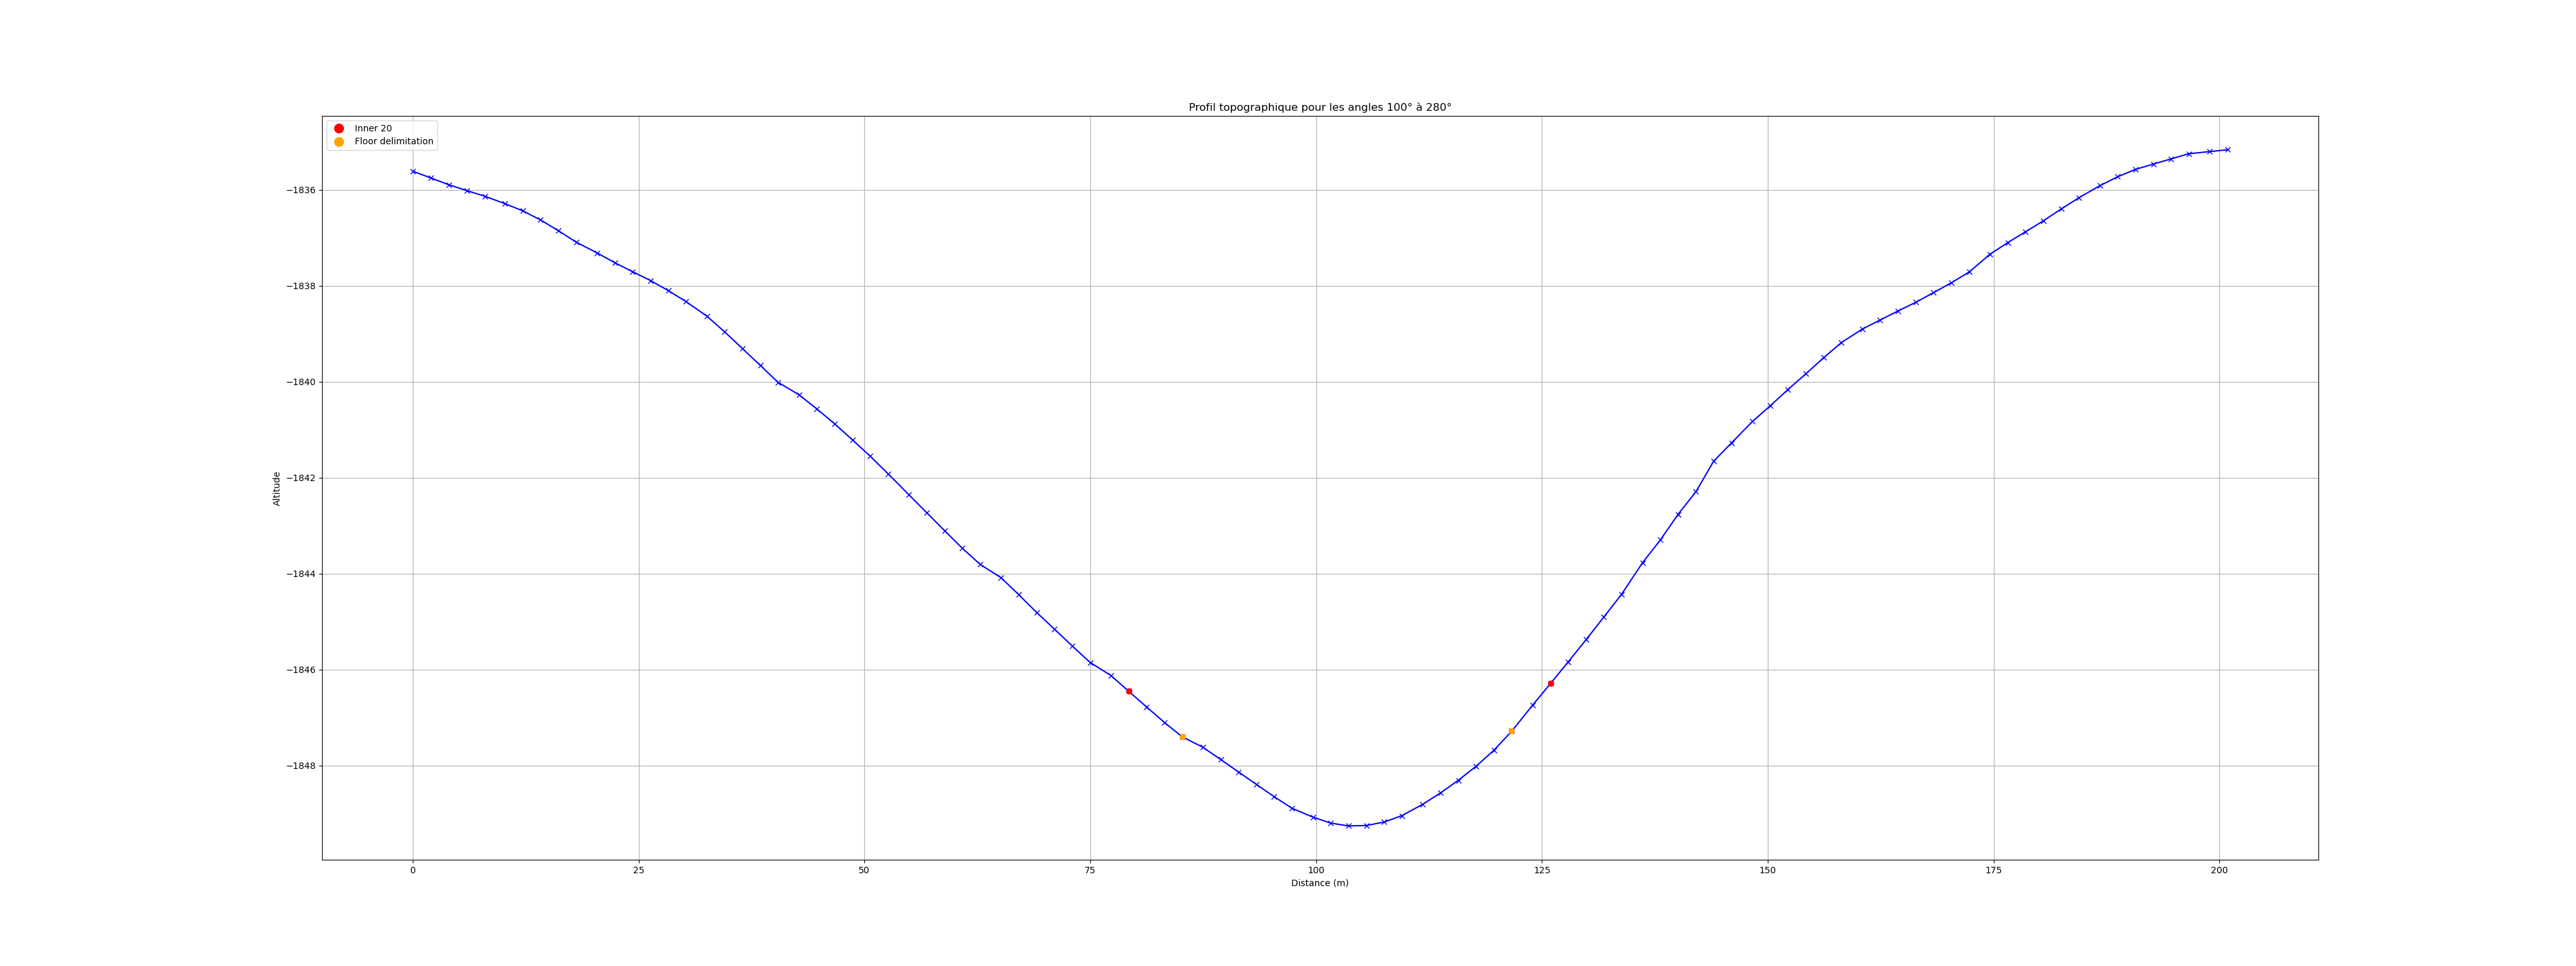 Profil topographique pour les angles 100° à 280°
Inner 20
Floor delimitation
−1836
−1838
−1840
−1842
−1844
−1846
−1848
Altitude
0 25 50 75 100 125 150 175 200
Distance (m)